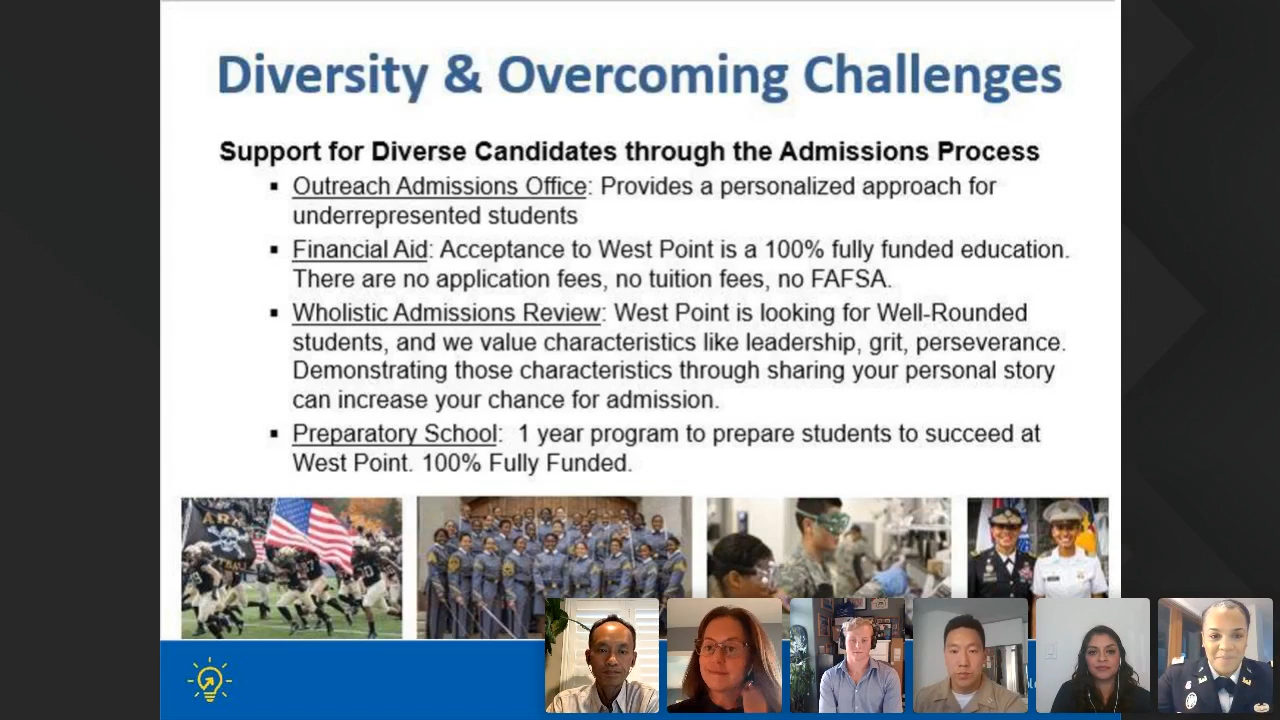 Diversity & Overcoming Challenges
Support for Diverse Candidates through the Admissions Process
▪ Outreach Admissions Office: Provides a personalized approach for
underrepresented students
▪ Financial Aid: Acceptance to West Point is a 100% fully funded education.
There are no application fees, no tuition fees, no FAFSA.
▪ Wholistic Admissions Review: West Point is looking for Well-Rounded
students, and we value characteristics like leadership, grit, perseverance.
Demonstrating those characteristics through sharing your personal story
can increase your chance for admission.
▪ Preparatory School:  1 year program to prepare students to succeed at
West Point. 100% Fully Funded.